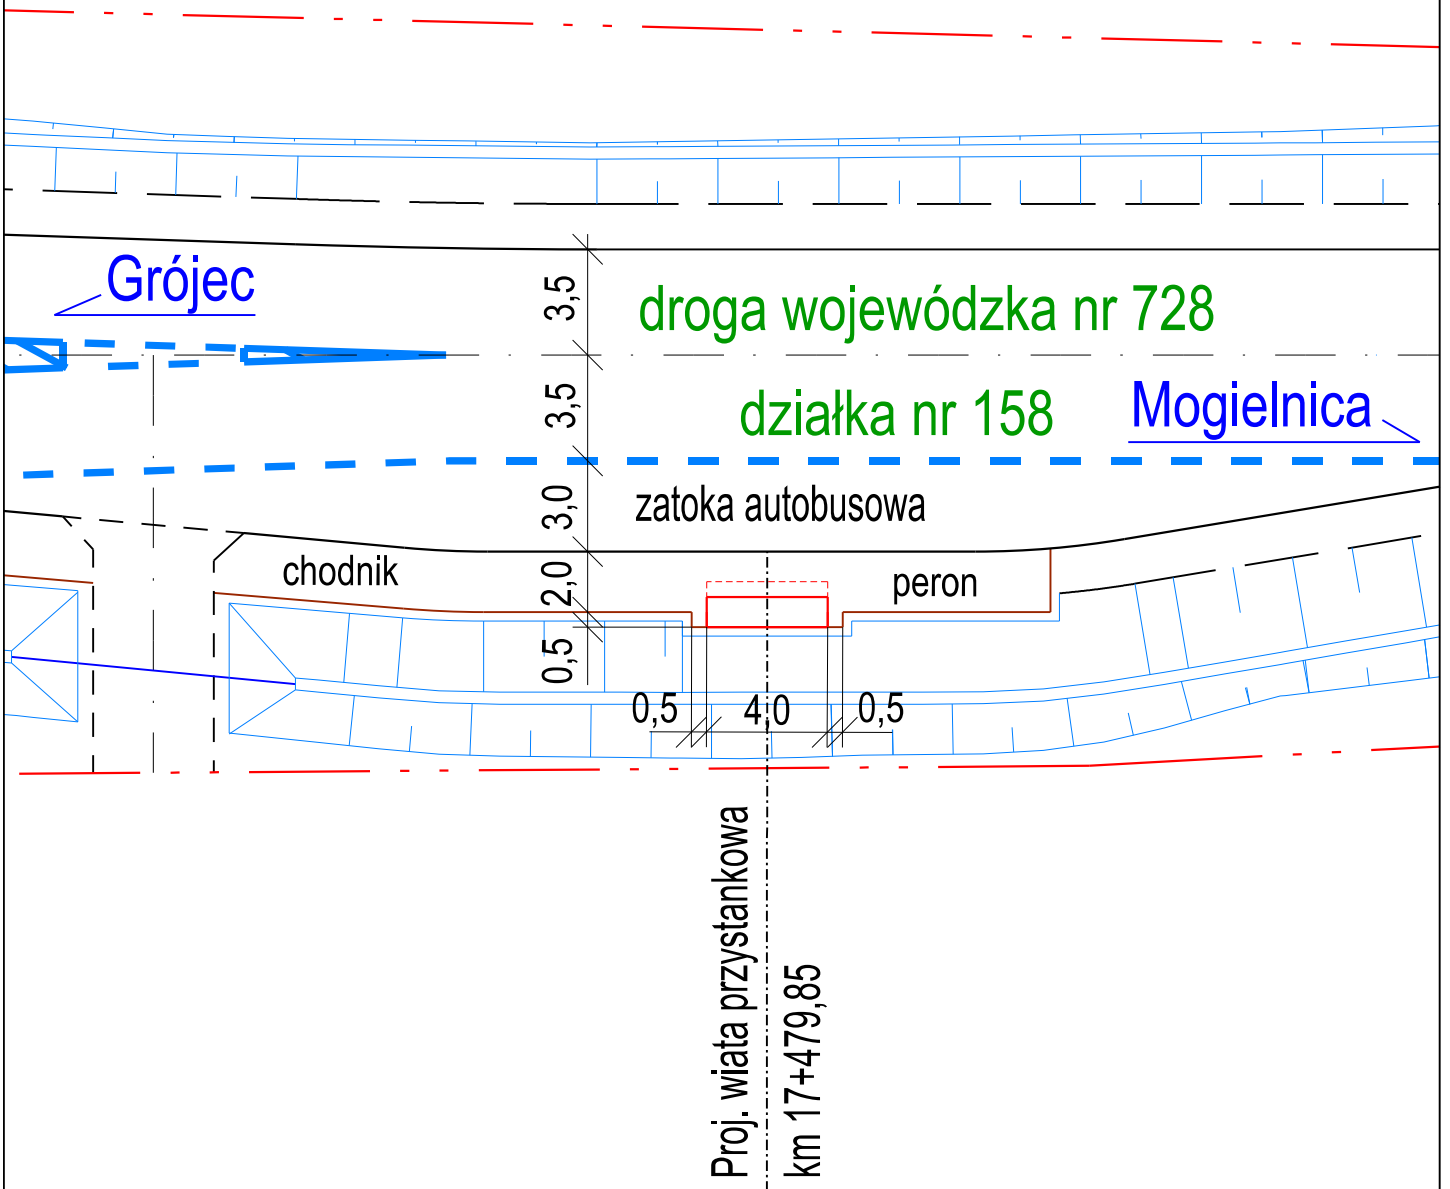 Grójec
3,5
droga wojewódzka nr 728
3,5
działka nr 158
Mogielnica
3,0
zatoka autobusowa
chodnik
2,0
peron
0,5
0,5
4,0
0,5
Proj. wiata przystankowa
km 17+479,85